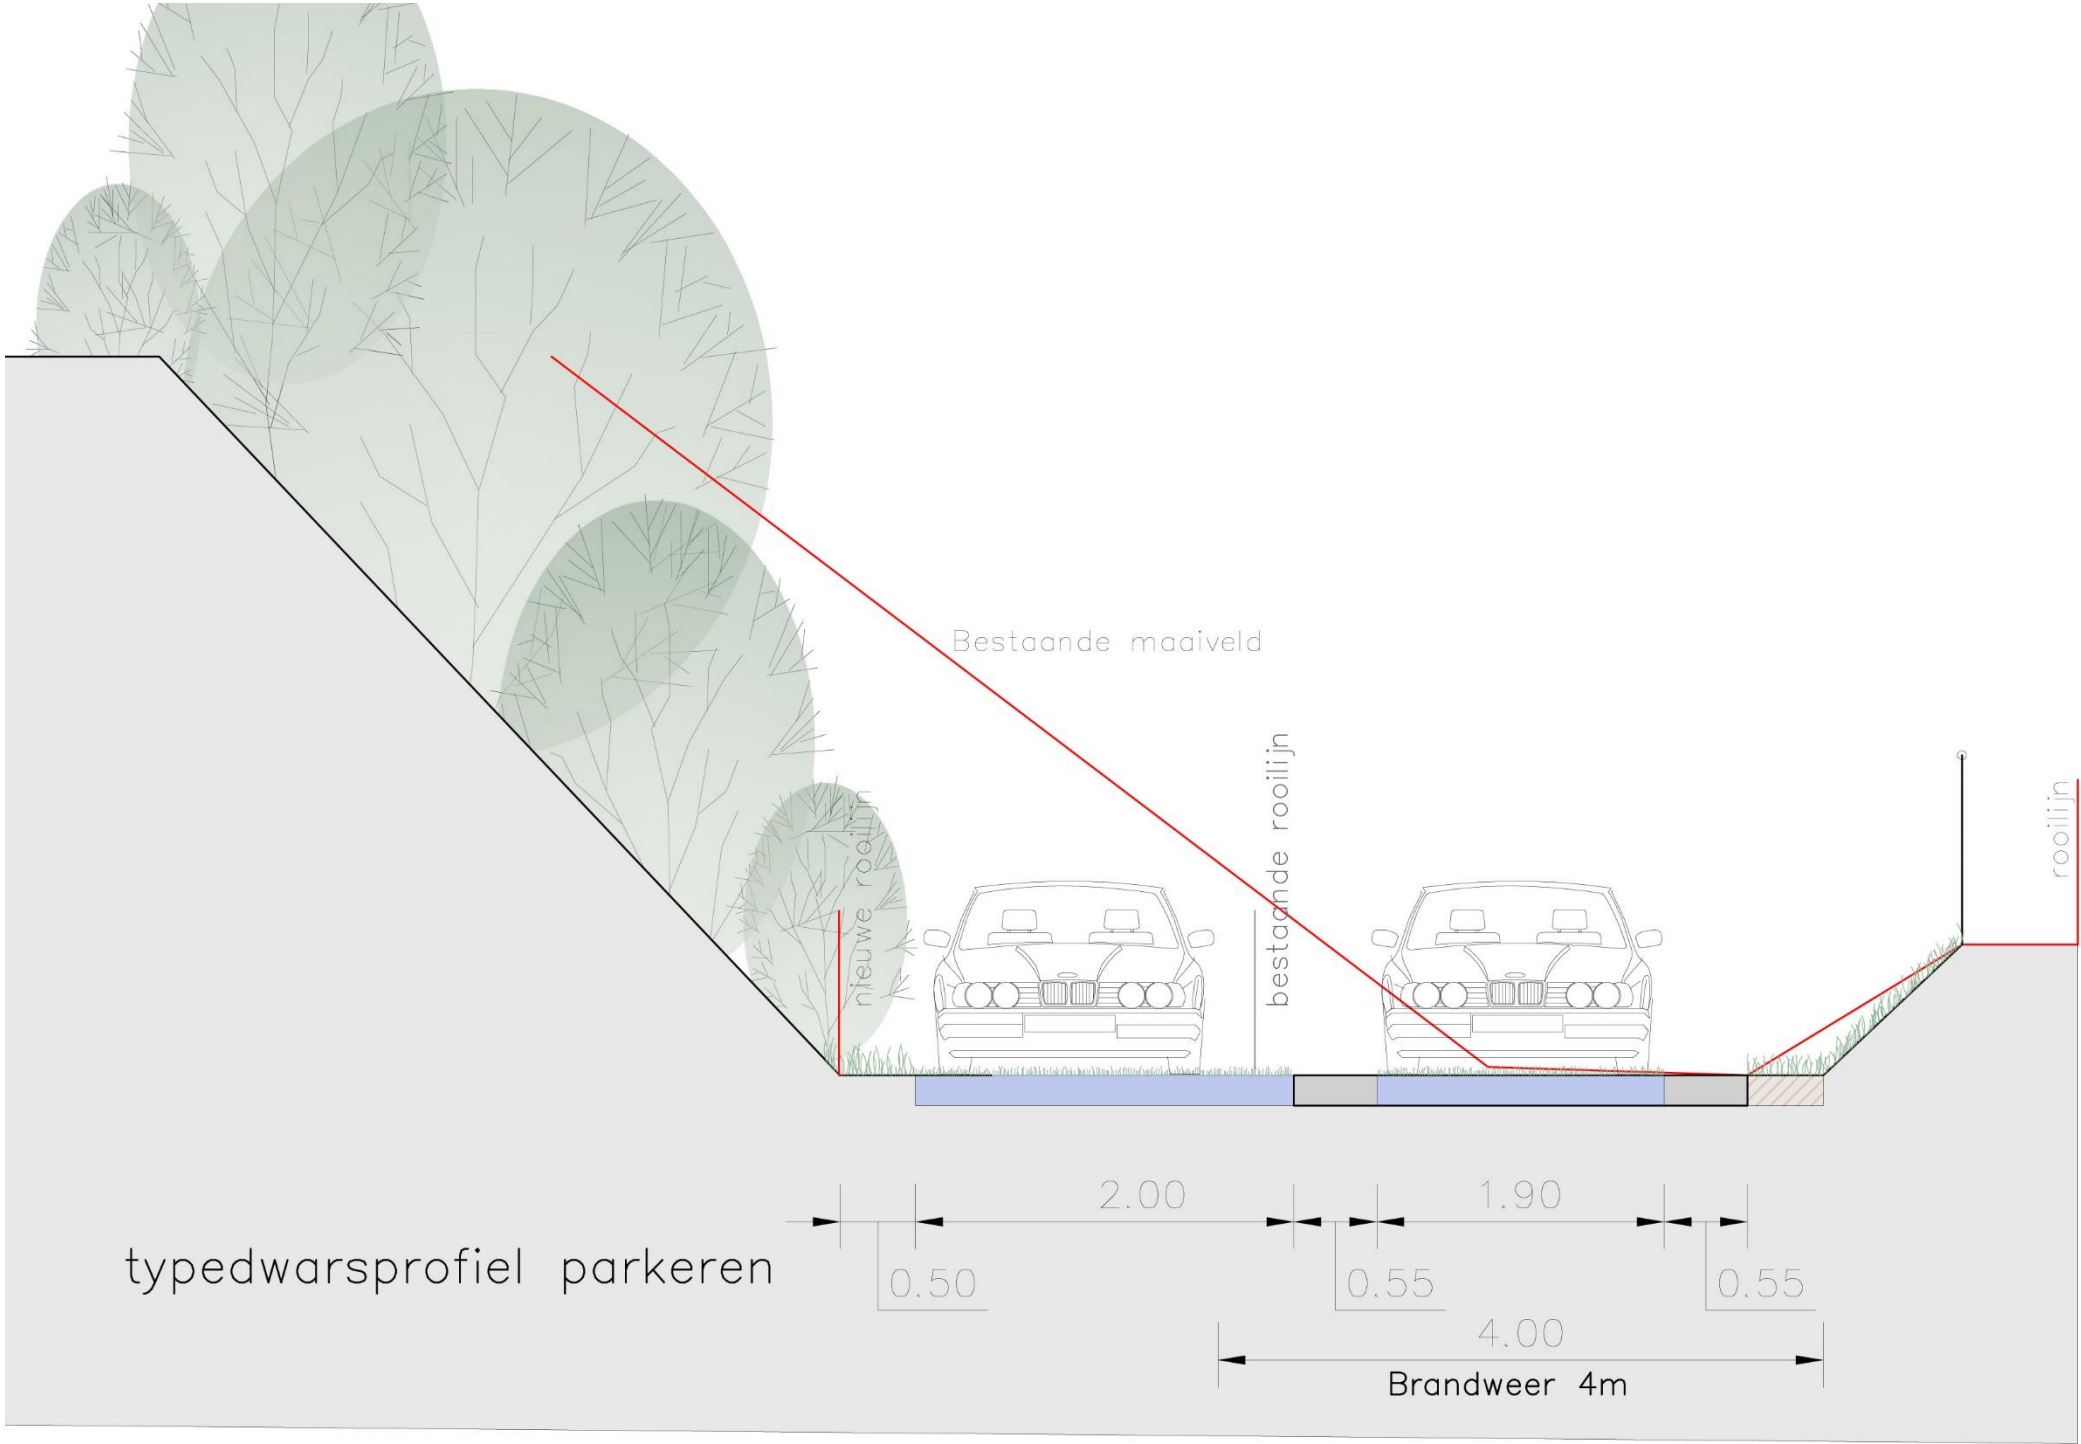 Bestaande maaiveld
bestaande rooilijn
rooilijn
nieuwe rooilijn
2.00
1.90
typedwarsprofiel parkeren
0.50
0.55
0.55
4.00
Brandweer 4m